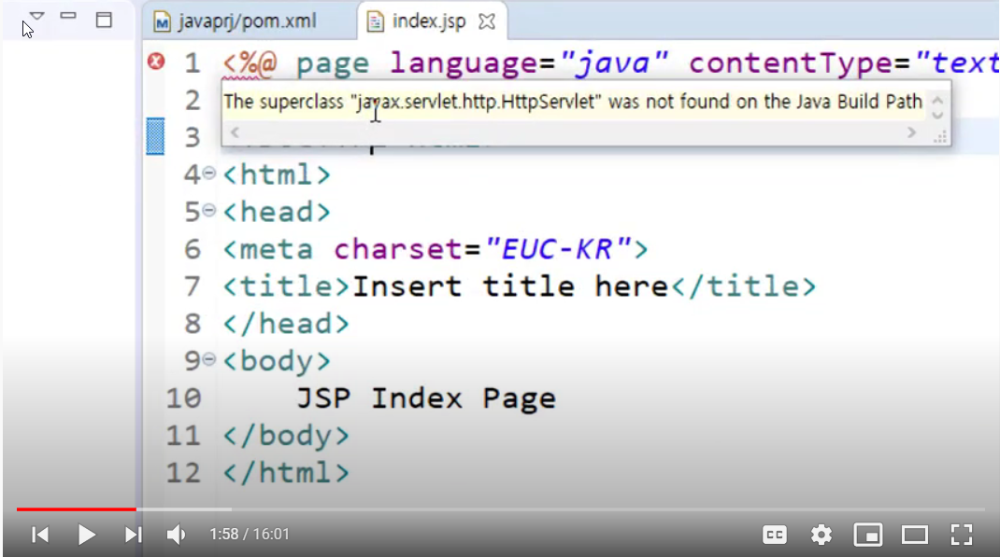 javaprj/pom.xml
index.jsp
1 <%@ page language="java" contentType="text
2 The superclass "javax.servlet.http.HttpServlet" was not found on the Java Build Path
3
4 <html>
5 <head>
6 <meta charset="EUC-KR">
7 <title>Insert title here</title>
8 </head>
9 <body>
10 JSP Index Page
11 </body>
12 </html>
1:58 / 16:01
CC